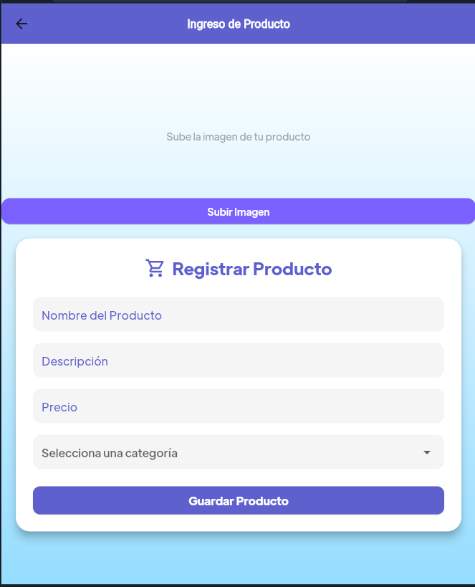 Ingreso de Producto
Sube la imagen de tu producto
Subir Imagen
Registrar Producto
Nombre del Producto
Descripción
Precio
Selecciona una categoría
Guardar Producto